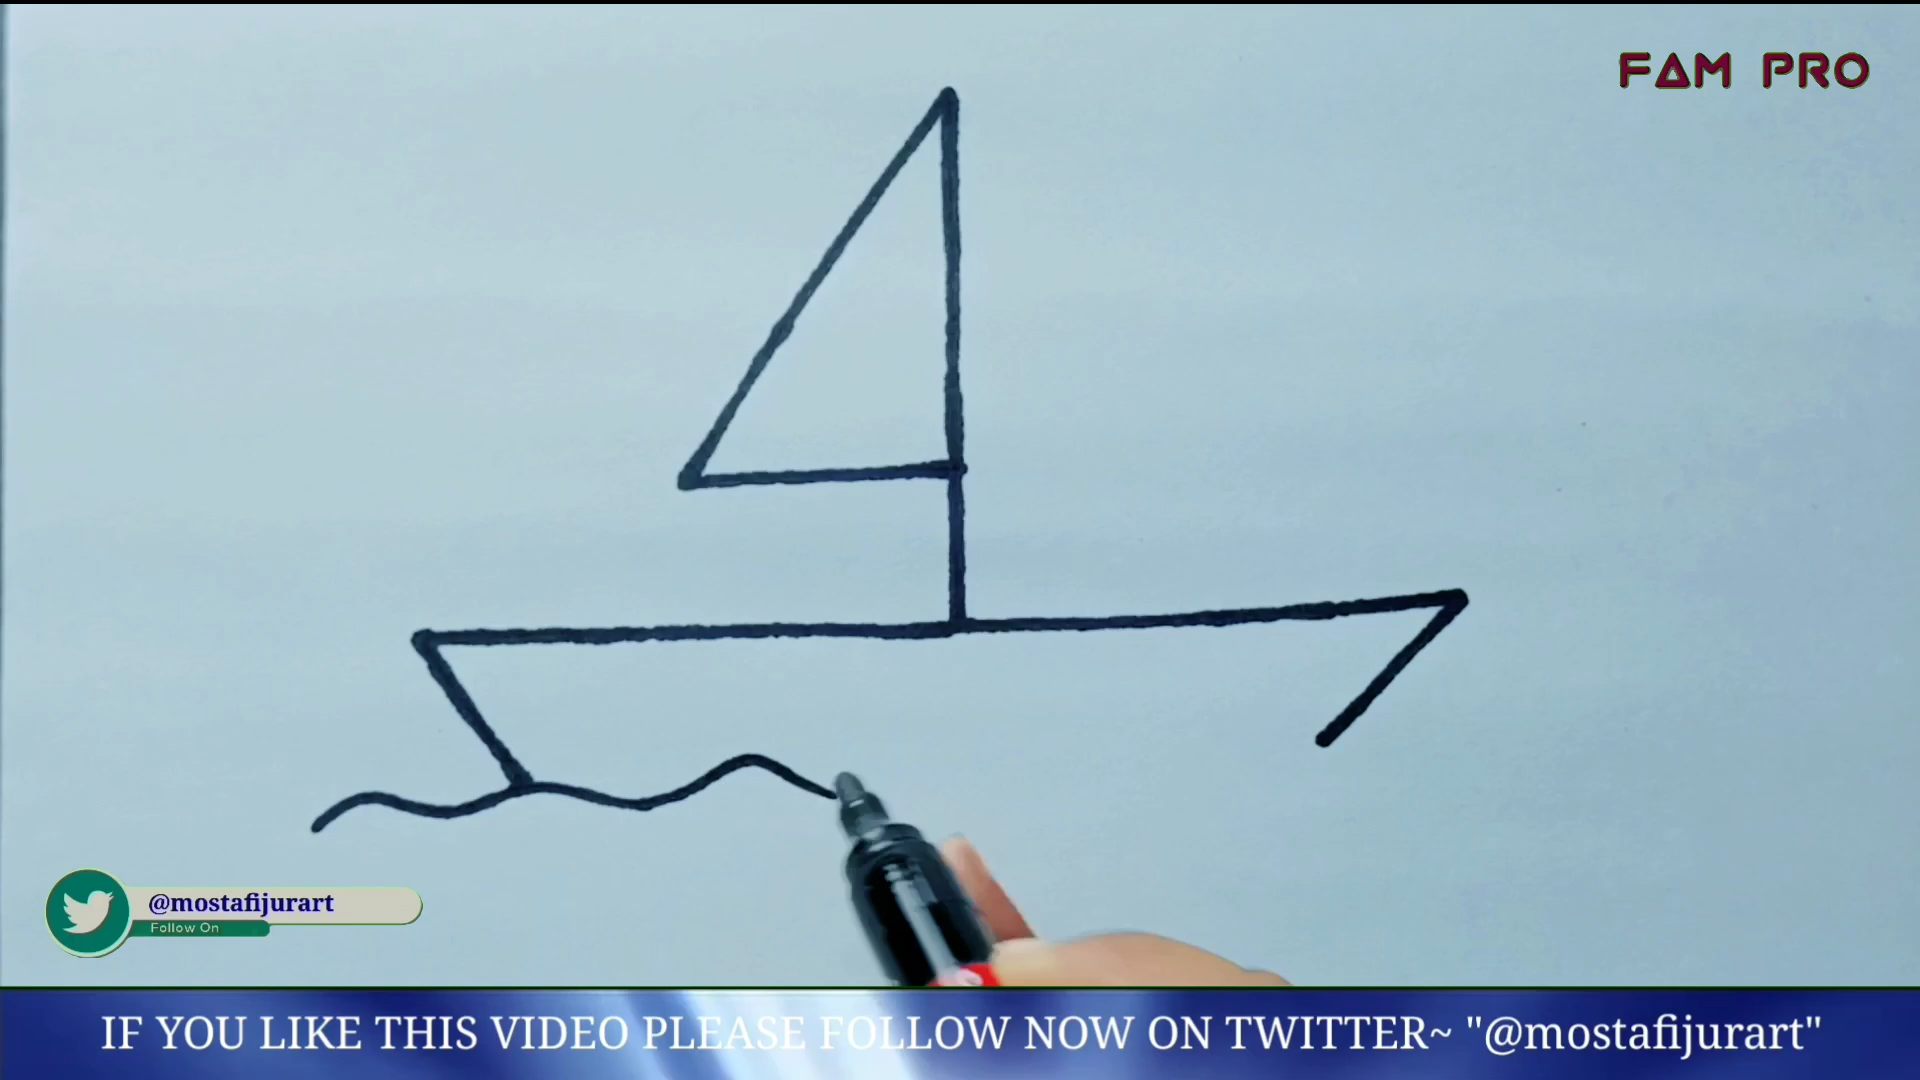 FAM PRO
@mostafijurart
Follow On
IF YOU LIKE THIS VIDEO PLEASE FOLLOW NOW ON TWITTER~ "@mostafijurart"